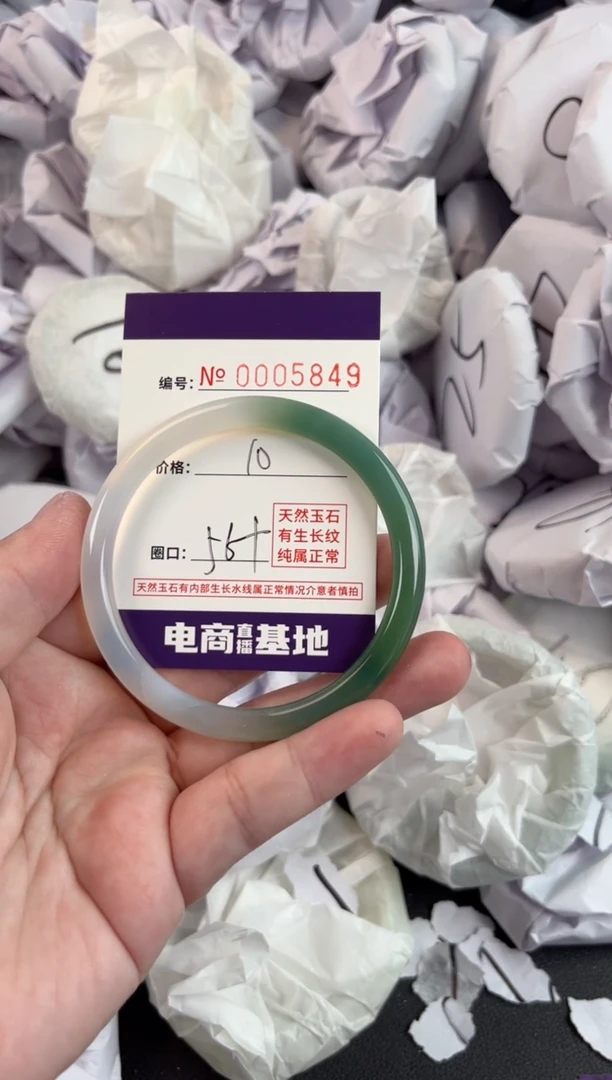 编号: № 0005849
价格: 10
圈口:
天然玉石
有生长纹
纯属正常
天然玉石有内部生长水线属正常情况介意者慎拍
电商直播基地